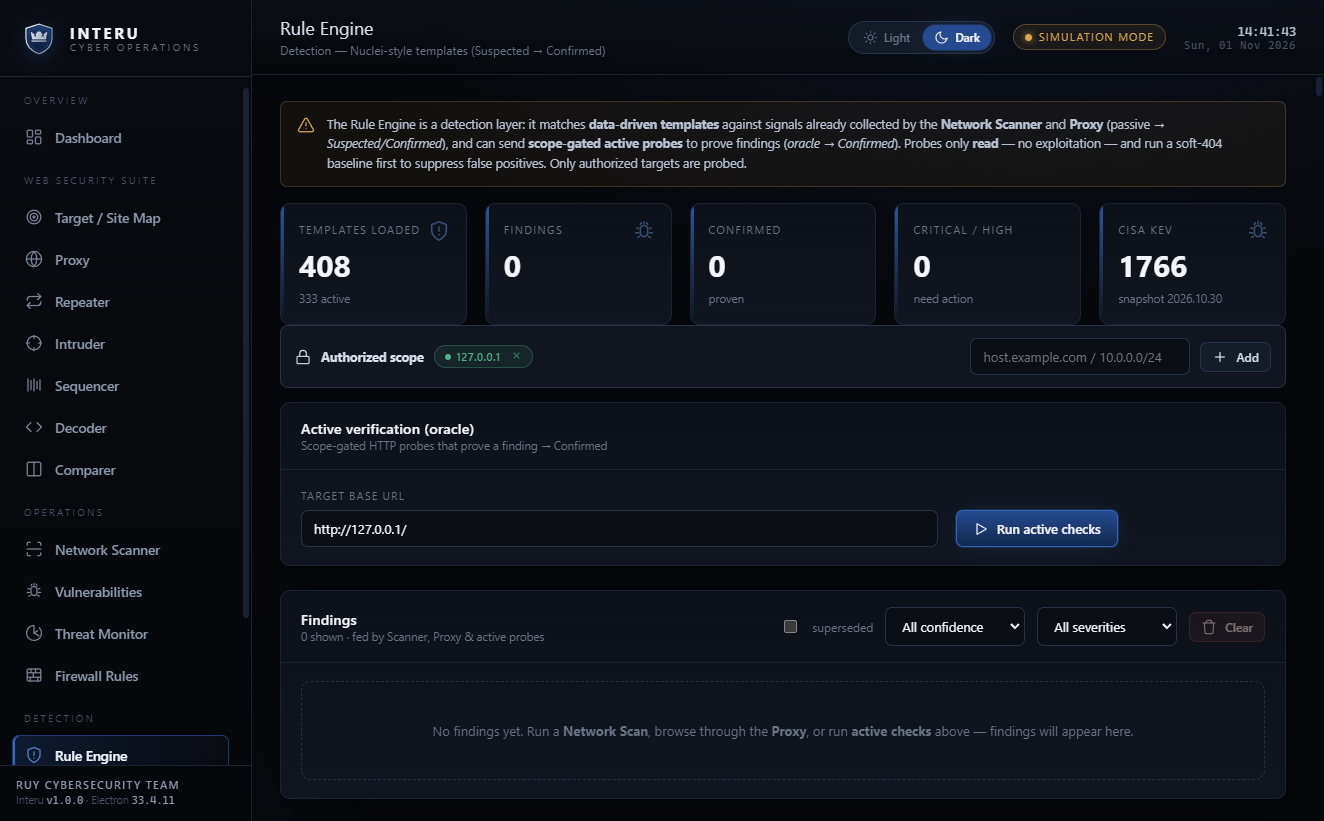 INTERU
CYBER OPERATIONS
OVERVIEW
Dashboard
WEB SECURITY SUITE
Target / Site Map
Proxy
Repeater
Intruder
Sequencer
Decoder
Comparer
OPERATIONS
Network Scanner
Vulnerabilities
Threat Monitor
Firewall Rules
DETECTION
Rule Engine
RUY CYBERSECURITY TEAM
Interu v1.0.0 · Electron 33.4.11
Rule Engine
Detection — Nuclei-style templates (Suspected → Confirmed)
Light
Dark
SIMULATION MODE
14:41:43
Sun, 01 Nov 2026
The Rule Engine is a detection layer: it matches data-driven templates against signals already collected by the Network Scanner and Proxy (passive →
Suspected/Confirmed), and can send scope-gated active probes to prove findings (oracle → Confirmed). Probes only read — no exploitation — and run a soft-404
baseline first to suppress false positives. Only authorized targets are probed.
TEMPLATES LOADED
408
333 active
FINDINGS
0
CONFIRMED
0
proven
CRITICAL / HIGH
0
need action
CISA KEV
1766
snapshot 2026.10.30
Authorized scope
127.0.0.1 ×
host.example.com / 10.0.0.0/24
+ Add
Active verification (oracle)
Scope-gated HTTP probes that prove a finding → Confirmed
TARGET BASE URL
http://127.0.0.1/
Run active checks
Findings
0 shown · fed by Scanner, Proxy & active probes
superseded
All confidence
All severities
Clear
No findings yet. Run a Network Scan, browse through the Proxy, or run active checks above — findings will appear here.